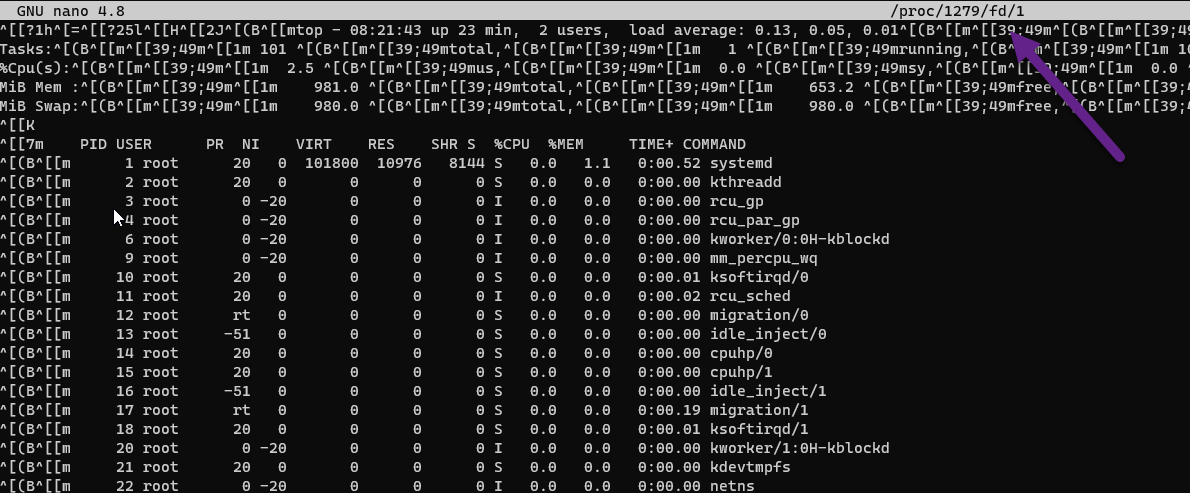 GNU nano 4.8 /proc/1279/fd/1
^[[?1h^[=^[[?25l^[[H^[[2J^[(B^[[mtop - 08:21:43 up 23 min,  2 users,  load average: 0.13, 0.05, 0.01^[(B^[[m^[[39;49m^[(B^[[m^[[39;49
Tasks:^[(B^[[m^[[39;49m^[[1m 101 ^[(B^[[m^[[39;49mtotal,^[(B^[[m^[[39;49m^[[1m   1 ^[(B^[[m^[[39;49mrunning,^[(B^[[m^[[39;49m^[[1m 10
%Cpu(s):^[(B^[[m^[[39;49m^[[1m  2.5 ^[(B^[[m^[[39;49mus,^[(B^[[m^[[39;49m^[[1m  0.0 ^[(B^[[m^[[39;49msy,^[(B^[[m^[[39;49m^[[1m  0.0 ^
MiB Mem :^[(B^[[m^[[39;49m^[[1m    981.0 ^[(B^[[m^[[39;49mtotal,^[(B^[[m^[[39;49m^[[1m    653.2 ^[(B^[[m^[[39;49mfree,^[(B^[[m^[[39;4
MiB Swap:^[(B^[[m^[[39;49m^[[1m    980.0 ^[(B^[[m^[[39;49mtotal,^[(B^[[m^[[39;49m^[[1m    980.0 ^[(B^[[m^[[39;49mfree,^[(B^[[m^[[39;4
^[[K
^[[7m    PID USER      PR  NI    VIRT    RES    SHR S  %CPU  %MEM     TIME+ COMMAND
^[(B^[[m      1 root      20   0  101800  10976   8144 S   0.0   1.1   0:00.52 systemd
^[(B^[[m      2 root      20   0       0      0      0 S   0.0   0.0   0:00.00 kthreadd
^[(B^[[m      3 root       0 -20       0      0      0 I   0.0   0.0   0:00.00 rcu_gp
^[(B^[[m      4 root       0 -20       0      0      0 I   0.0   0.0   0:00.00 rcu_par_gp
^[(B^[[m      6 root       0 -20       0      0      0 I   0.0   0.0   0:00.00 kworker/0:0H-kblockd
^[(B^[[m      9 root       0 -20       0      0      0 I   0.0   0.0   0:00.00 mm_percpu_wq
^[(B^[[m     10 root      20   0       0      0      0 S   0.0   0.0   0:00.01 ksoftirqd/0
^[(B^[[m     11 root      20   0       0      0      0 I   0.0   0.0   0:00.02 rcu_sched
^[(B^[[m     12 root      rt   0       0      0      0 S   0.0   0.0   0:00.00 migration/0
^[(B^[[m     13 root     -51   0       0      0      0 S   0.0   0.0   0:00.00 idle_inject/0
^[(B^[[m     14 root      20   0       0      0      0 S   0.0   0.0   0:00.00 cpuhp/0
^[(B^[[m     15 root      20   0       0      0      0 S   0.0   0.0   0:00.00 cpuhp/1
^[(B^[[m     16 root     -51   0       0      0      0 S   0.0   0.0   0:00.00 idle_inject/1
^[(B^[[m     17 root      rt   0       0      0      0 S   0.0   0.0   0:00.19 migration/1
^[(B^[[m     18 root      20   0       0      0      0 S   0.0   0.0   0:00.01 ksoftirqd/1
^[(B^[[m     20 root       0 -20       0      0      0 I   0.0   0.0   0:00.00 kworker/1:0H-kblockd
^[(B^[[m     21 root      20   0       0      0      0 S   0.0   0.0   0:00.00 kdevtmpfs
^[(B^[[m     22 root       0 -20       0      0      0 I   0.0   0.0   0:00.00 netns